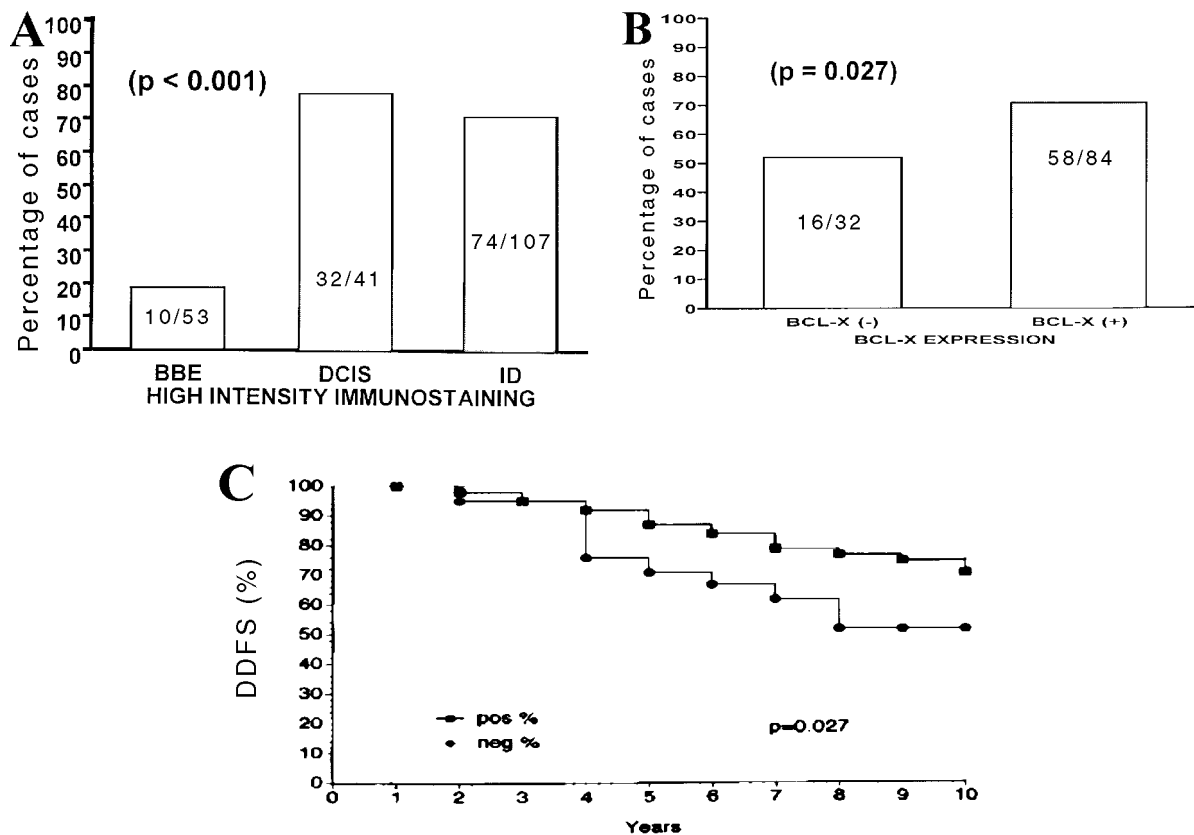 A
Percentage of cases
100
90
80
70
60
50
40
30
20
10
0
(p < 0.001)
10/53
32/41
74/107
BBE DCIS ID
HIGH INTENSITY IMMUNOSTAINING
B
Percentage of cases
100
90
80
70
60
50
40
30
20
10
0
(p = 0.027)
16/32
58/84
BCL-X (-) BCL-X (+)
BCL-X EXPRESSION
C
DDFS (%)
100
90
80
70
60
50
40
30
20
10
0
pos %
neg %
p=0.027
0 1 2 3 4 5 6 7 8 9 10
Years